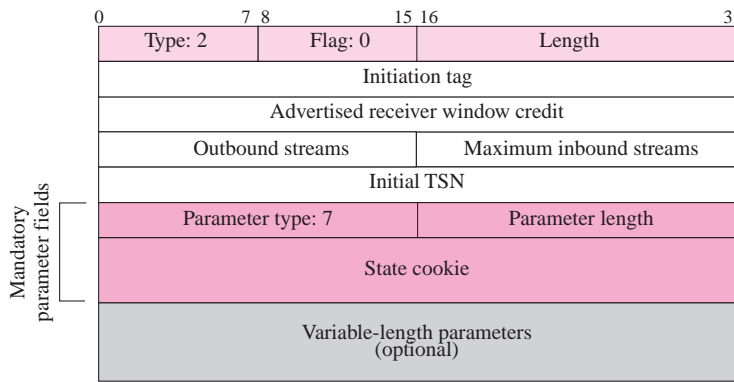 0 7 8 15 16 3
Type: 2 Flag: 0 Length
Initiation tag
Advertised receiver window credit
Outbound streams Maximum inbound streams
Initial TSN
Mandatory
parameter fields
Parameter type: 7 Parameter length
State cookie
Variable-length parameters
(optional)